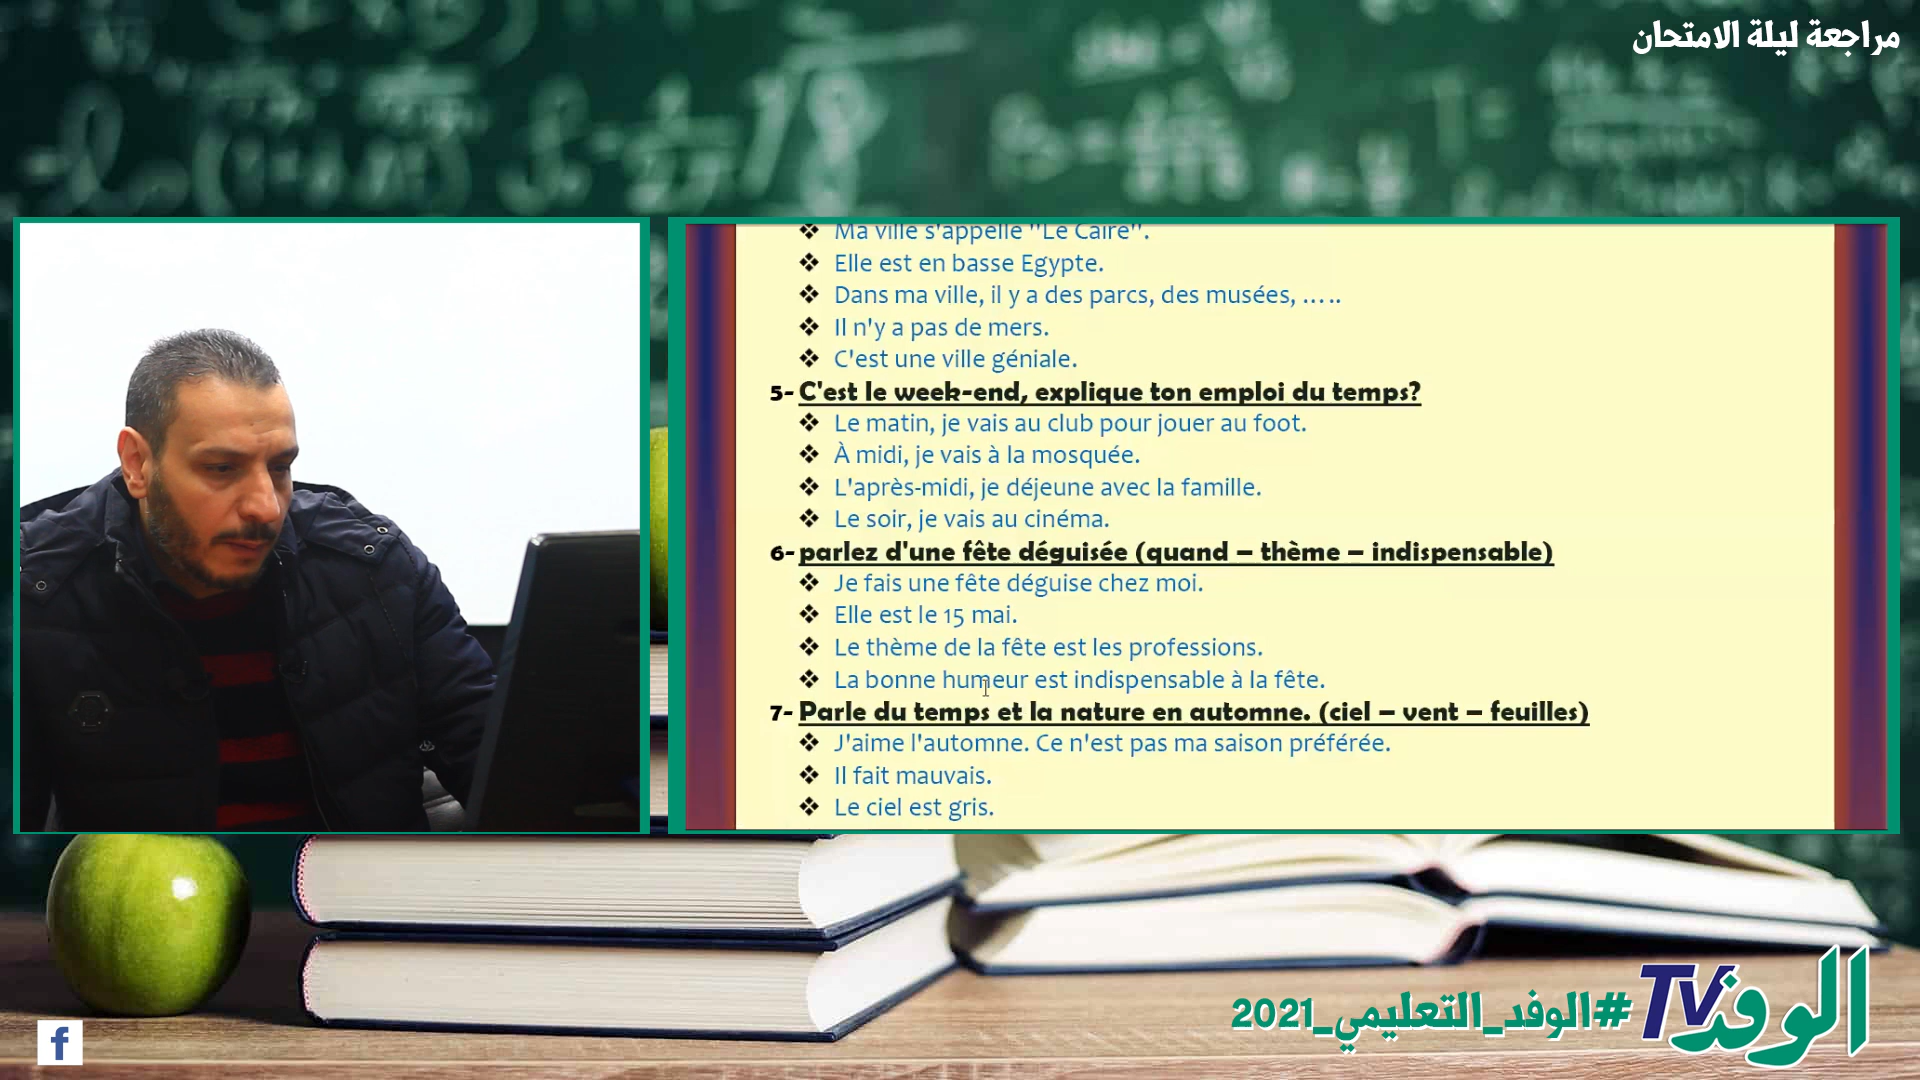 مراجعة ليلة الامتحان
Ma ville s'appelle "Le Caire".
Elle est en basse Egypte.
Dans ma ville, il y a des parcs, des musées, …..
Il n'y a pas de mers.
C'est une ville géniale.
5- C'est le week-end, explique ton emploi du temps?
Le matin, je vais au club pour jouer au foot.
À midi, je vais à la mosquée.
L'après-midi, je déjeune avec la famille.
Le soir, je vais au cinéma.
6- parlez d'une fête déguisée (quand – thème – indispensable)
Je fais une fête déguise chez moi.
Elle est le 15 mai.
Le thème de la fête est les professions.
La bonne humeur est indispensable à la fête.
7- Parle du temps et la nature en automne. (ciel – vent – feuilles)
J'aime l'automne. Ce n'est pas ma saison préférée.
Il fait mauvais.
Le ciel est gris.
#الوفد_التعليمي_2021
الوفد TV
f